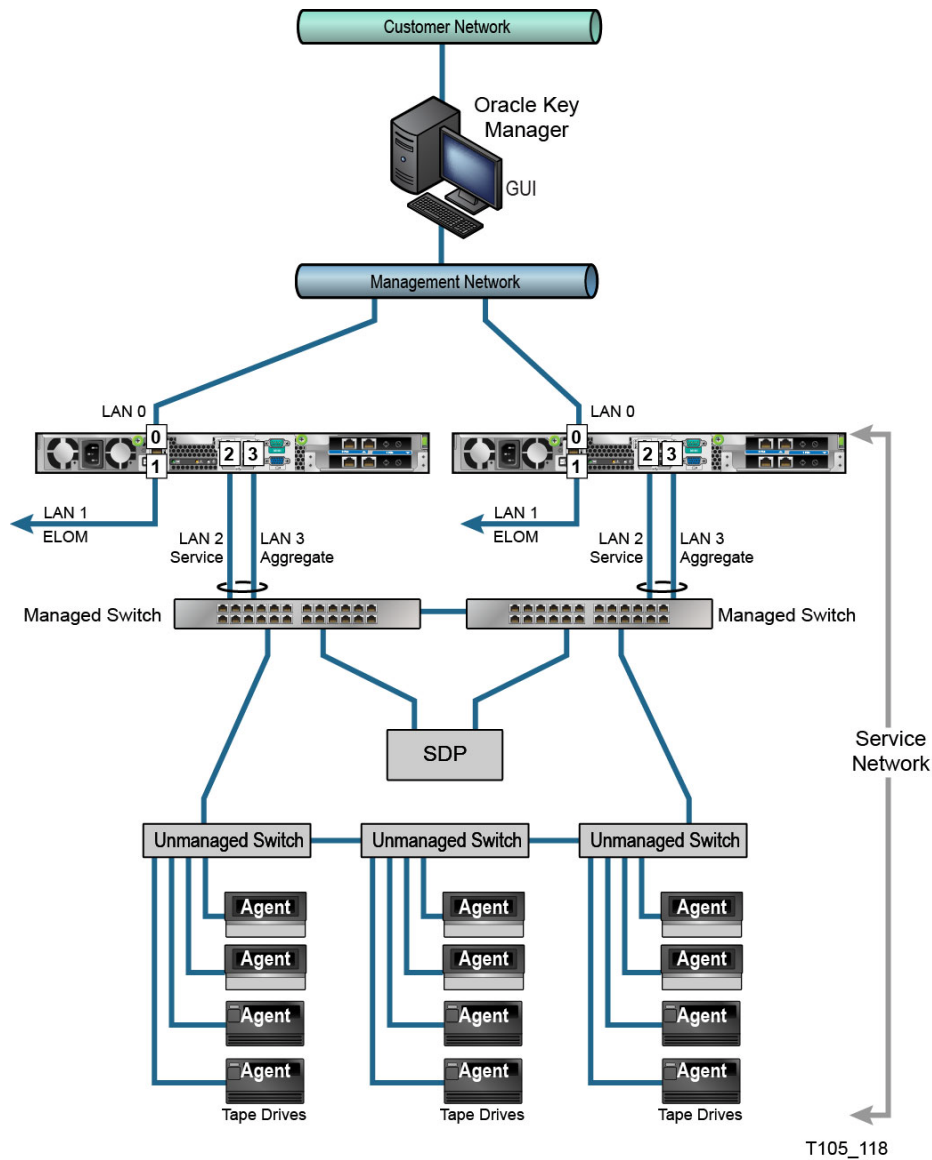 Customer Network
Oracle Key
Manager
GUI
Management Network
LAN 0
LAN 0
0
2 3
1
0
2 3
1
LAN 1
ELOM
LAN 2
Service
LAN 3
Aggregate
LAN 1
ELOM
LAN 2
Service
LAN 3
Aggregate
Managed Switch
Managed Switch
SDP
Service
Network
Unmanaged Switch
Unmanaged Switch
Unmanaged Switch
Agent
Agent
Agent
Agent
Agent
Agent
Agent
Agent
Agent
Agent
Agent
Agent
Tape Drives
Tape Drives
Tape Drives
T105_118